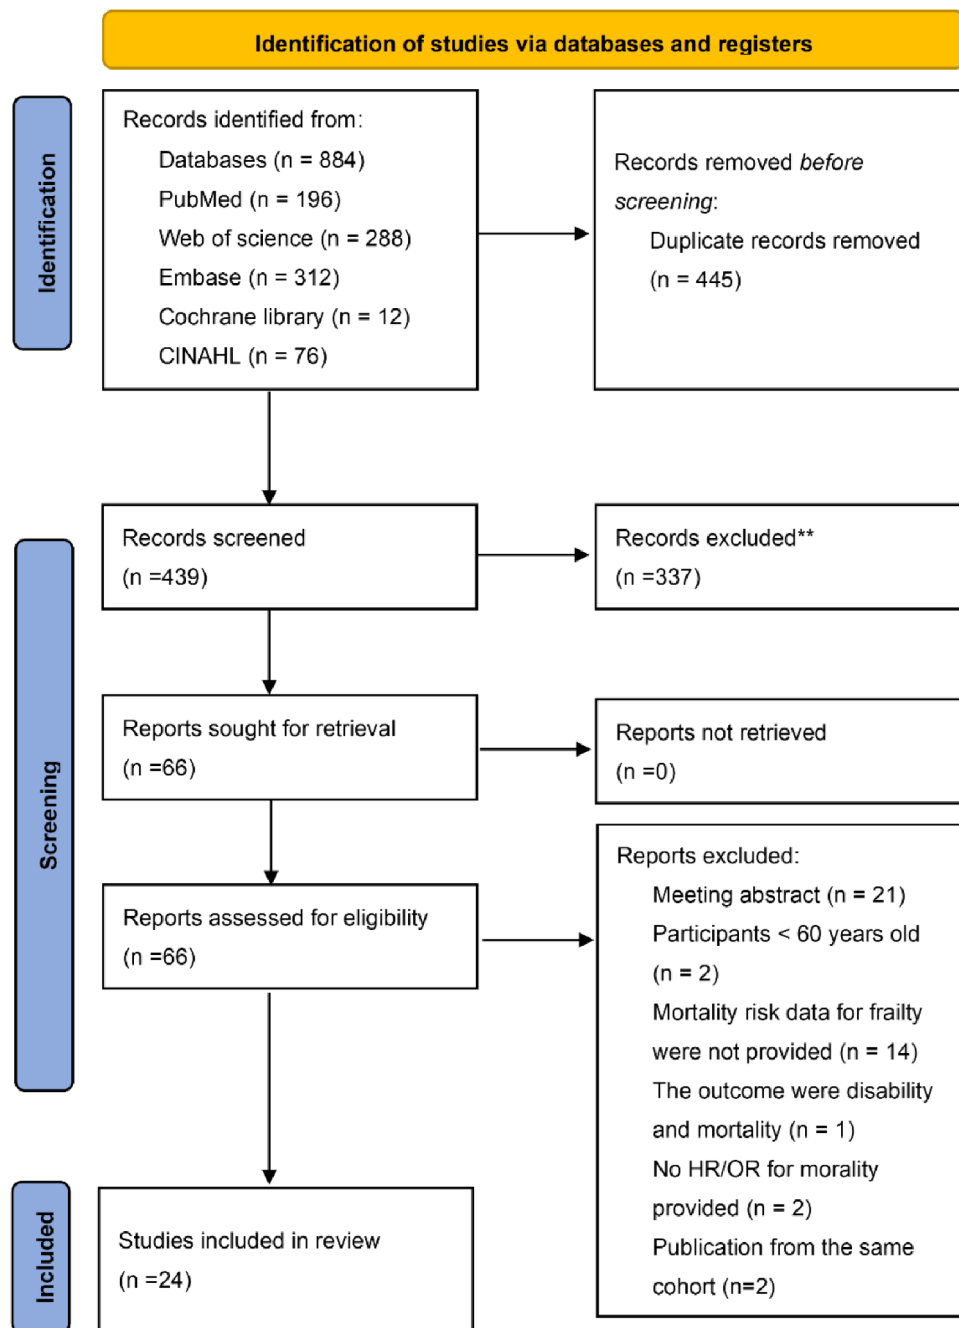 Identification of studies via databases and registers
Identification
Records identified from:
Databases (n = 884)
PubMed (n = 196)
Web of science (n = 288)
Embase (n = 312)
Cochrane library (n = 12)
CINAHL (n = 76)
Records removed before
screening:
Duplicate records removed
(n = 445)
Screening
Records screened
(n =439)
Records excluded**
(n =337)
Reports sought for retrieval
(n =66)
Reports not retrieved
(n =0)
Reports assessed for eligibility
(n =66)
Reports excluded:
Meeting abstract (n = 21)
Participants < 60 years old
(n = 2)
Mortality risk data for frailty
were not provided (n = 14)
The outcome were disability
and mortality (n = 1)
No HR/OR for morality
provided (n = 2)
Publication from the same
cohort (n=2)
Included
Studies included in review
(n =24)